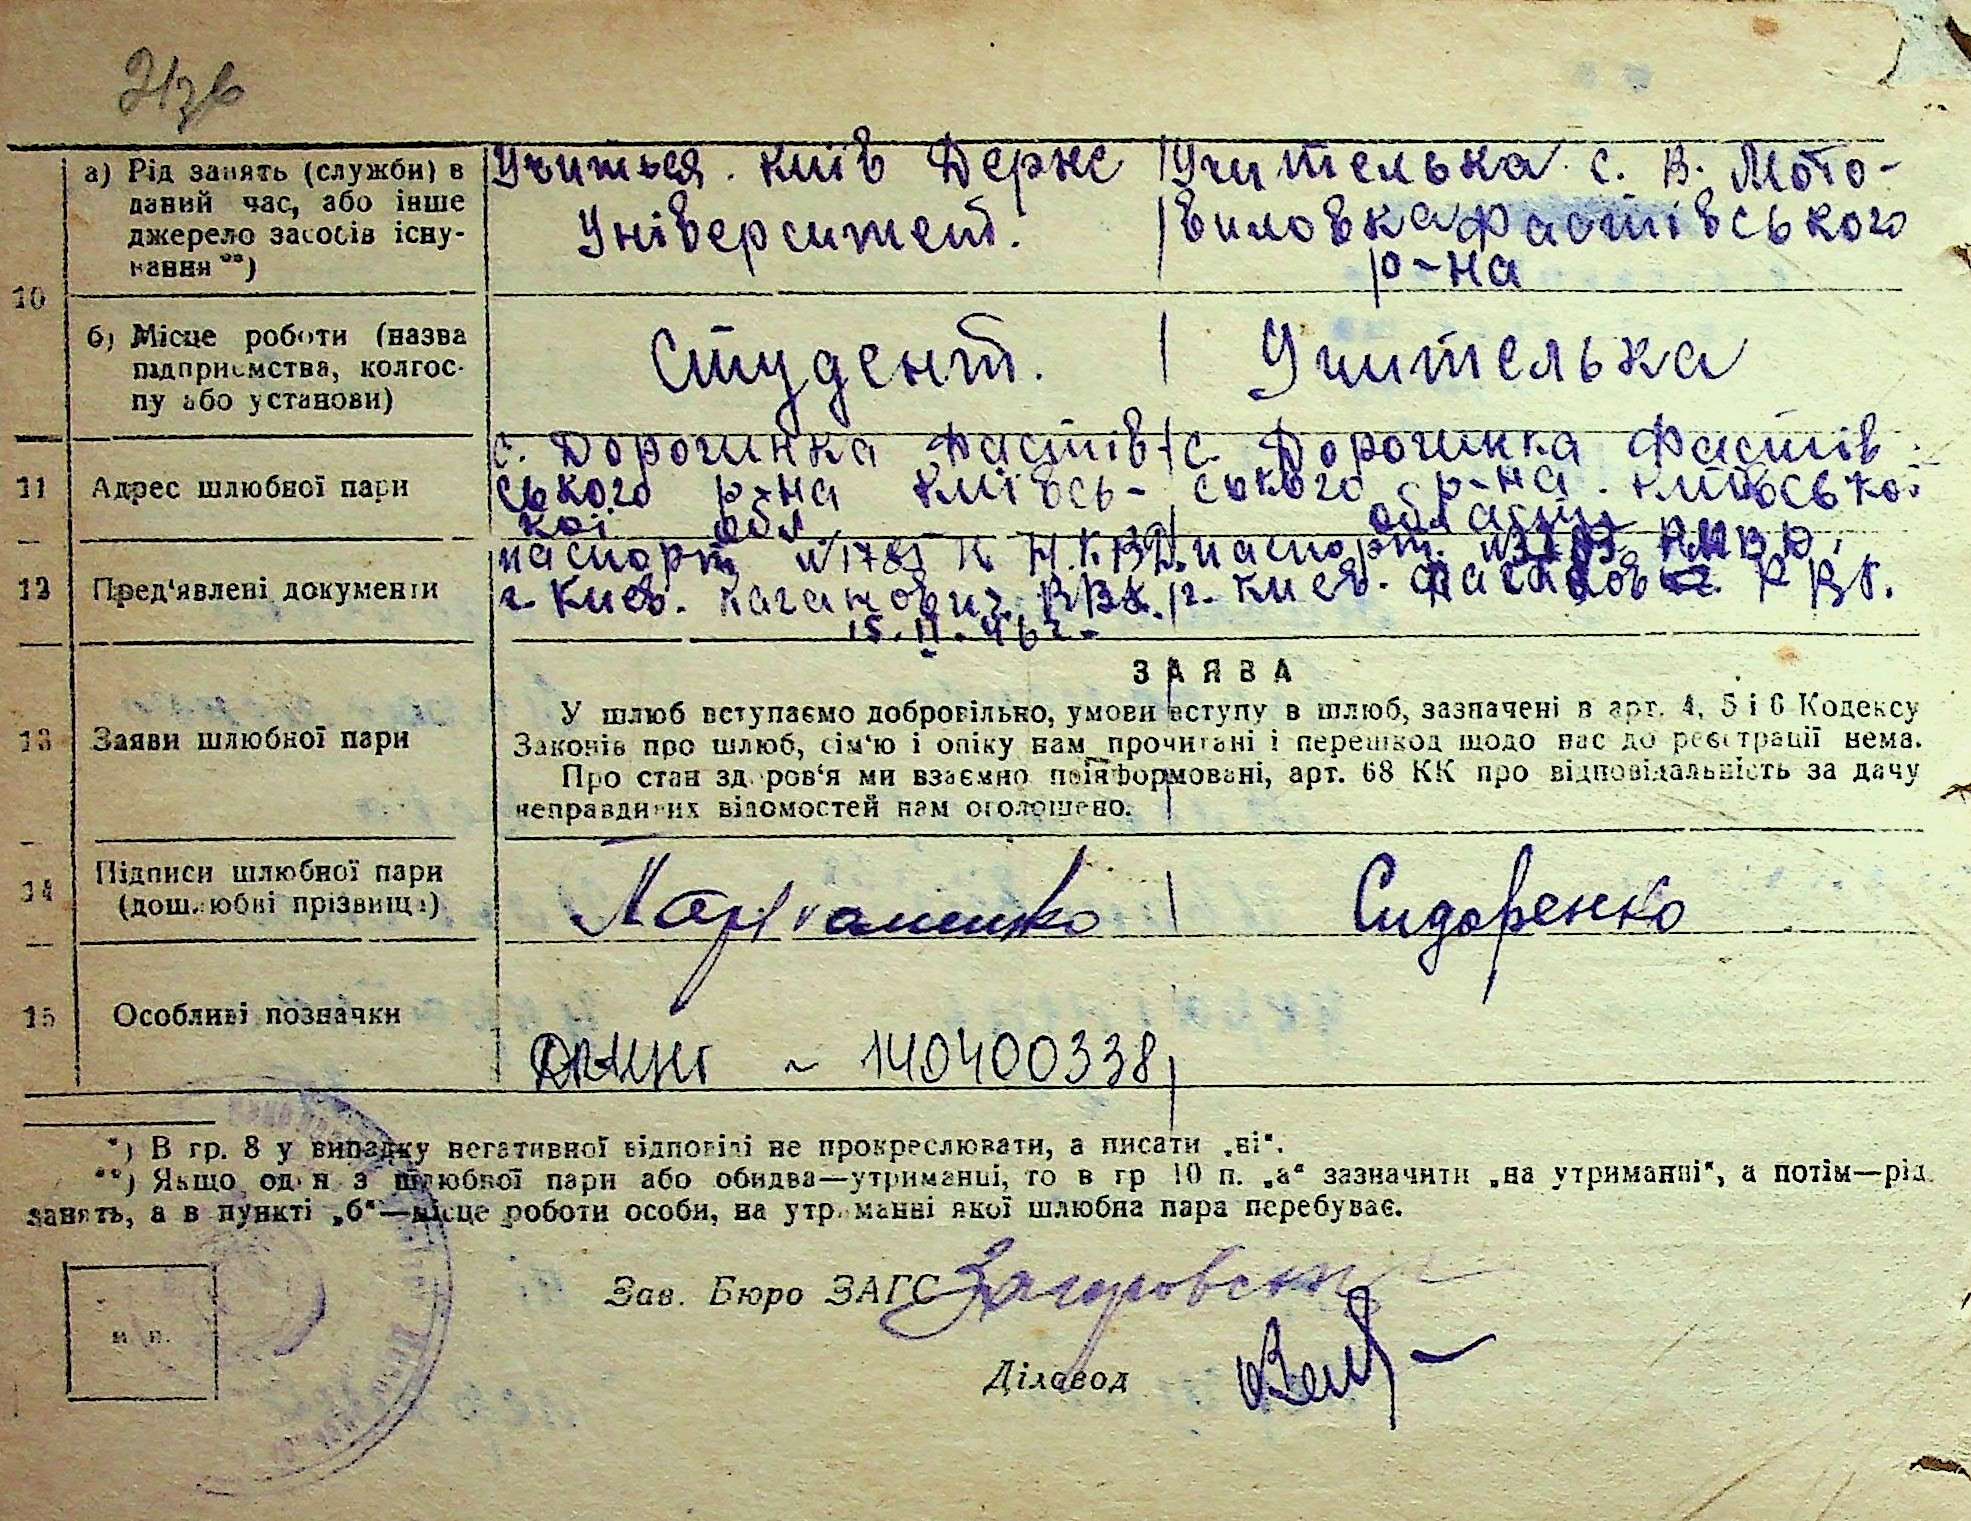 10
а) Рід занять (служби) в даний час, або інше джерело засобів існування **)
Учиться. Київ Держ Університет.
Учителька с. В. Мотовиловка Фастівського р-на
б) Місце роботи (назва підприємства, колгоспу або установи)
Студент.
Учителька
11
Адрес шлюбної пари
с. Дорогинка Фастівського р-на Київської обл
с. Дорогинка Фастівського р-на. Київської області
12
Пред'явлені документи
паспорт
г. Киев. Каганович.
15.II.46 г.
паспорт.
г. Киев.
13
Заяви шлюбної пари
ЗАЯВА
У шлюб вступаємо добровільно, умови вступу в шлюб, зазначені в арт. 4, 5 і 6 Кодексу
Законів про шлюб, сім'ю і опіку нам прочитані і перешкод щодо нас до реєстрації нема.
Про стан здоров'я ми взаємно поінформовані, арт. 68 КК про відповідальність за дачу
неправдивих відомостей нам оголошено.
14
Підписи шлюбної пари
(дошлюбні прізвища)
Сидоренко
15
Особливі позначки
~ 140400338
*) В гр. 8 у випадку негативної відповіді не прокреслювати, а писати „ні“.
**) Якщо один з шлюбної пари або обидва—утриманці, то в гр 10 п. „а“ зазначити „на утриманні“, а потім—рід
занять, а в пункті „б“—місце роботи особи, на утриманні якої шлюбна пара перебуває.
Зав. Бюро ЗАГС
Діловод
м. п.